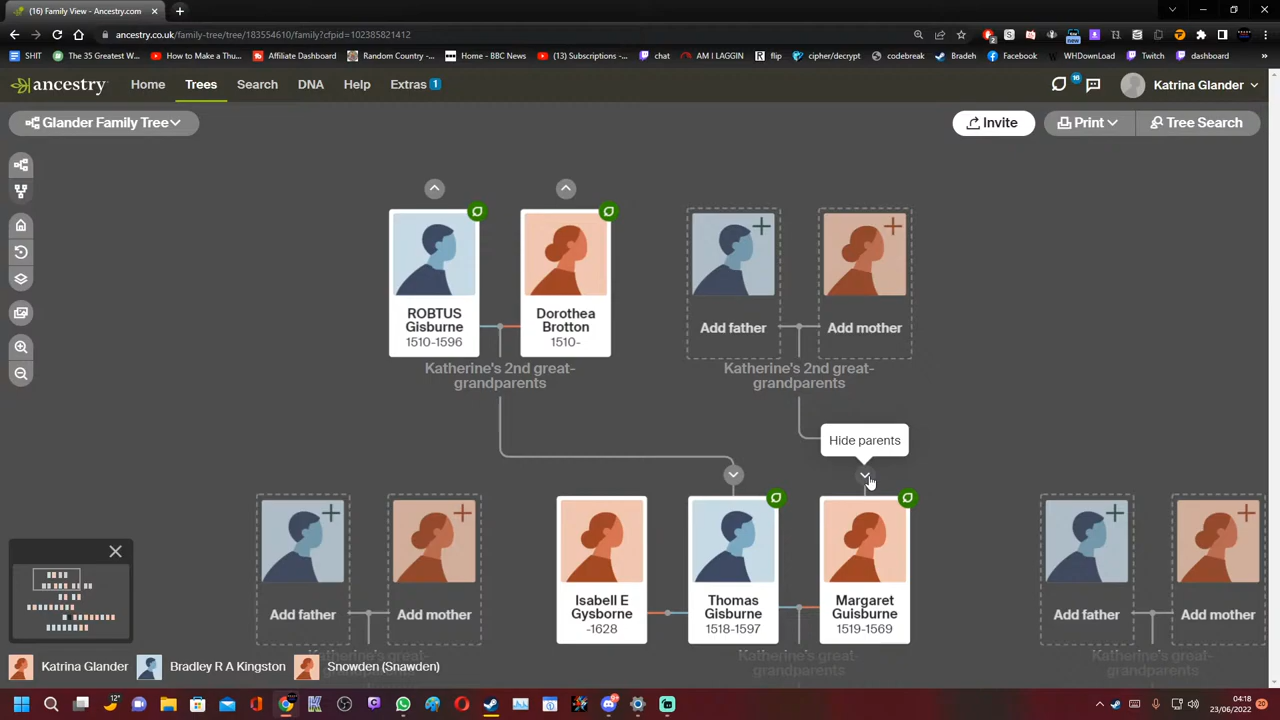 (16) Family View - Ancestry.com
ancestry.co.uk/family-tree/tree/183554610/family?cfpid=102385821412
SHIT
The 35 Greatest W...
How to Make a Thu...
Affiliate Dashboard
Random Country -...
Home - BBC News
(13) Subscriptions -...
chat
AM I LAGGIN
flip
cipher/decrypt
codebreak
Bradeh
Facebook
WHDownLoad
Twitch
dashboard
ancestry
Home
Trees
Search
DNA
Help
Extras 1
16
Katrina Glander
Glander Family Tree
Invite
Print
Tree Search
ROBTUS
Gisburne
1510-1596
Dorothea
Brotton
1510-
Add father
Add mother
Katherine's 2nd great-
grandparents
Katherine's 2nd great-
grandparents
Hide parents
Add father
Add mother
Isabell E
Gysborne
-1628
Thomas
Gisburne
1518-1597
Margaret
Guisburne
1519-1569
Add father
Add mother
Katherine's great-
grandparents
Katherine's great-
grandparents
Katherine's great-
grandparents
Katrina Glander
Bradley R A Kingston
Snowden (Snawden)
12°
04:18
23/06/2022